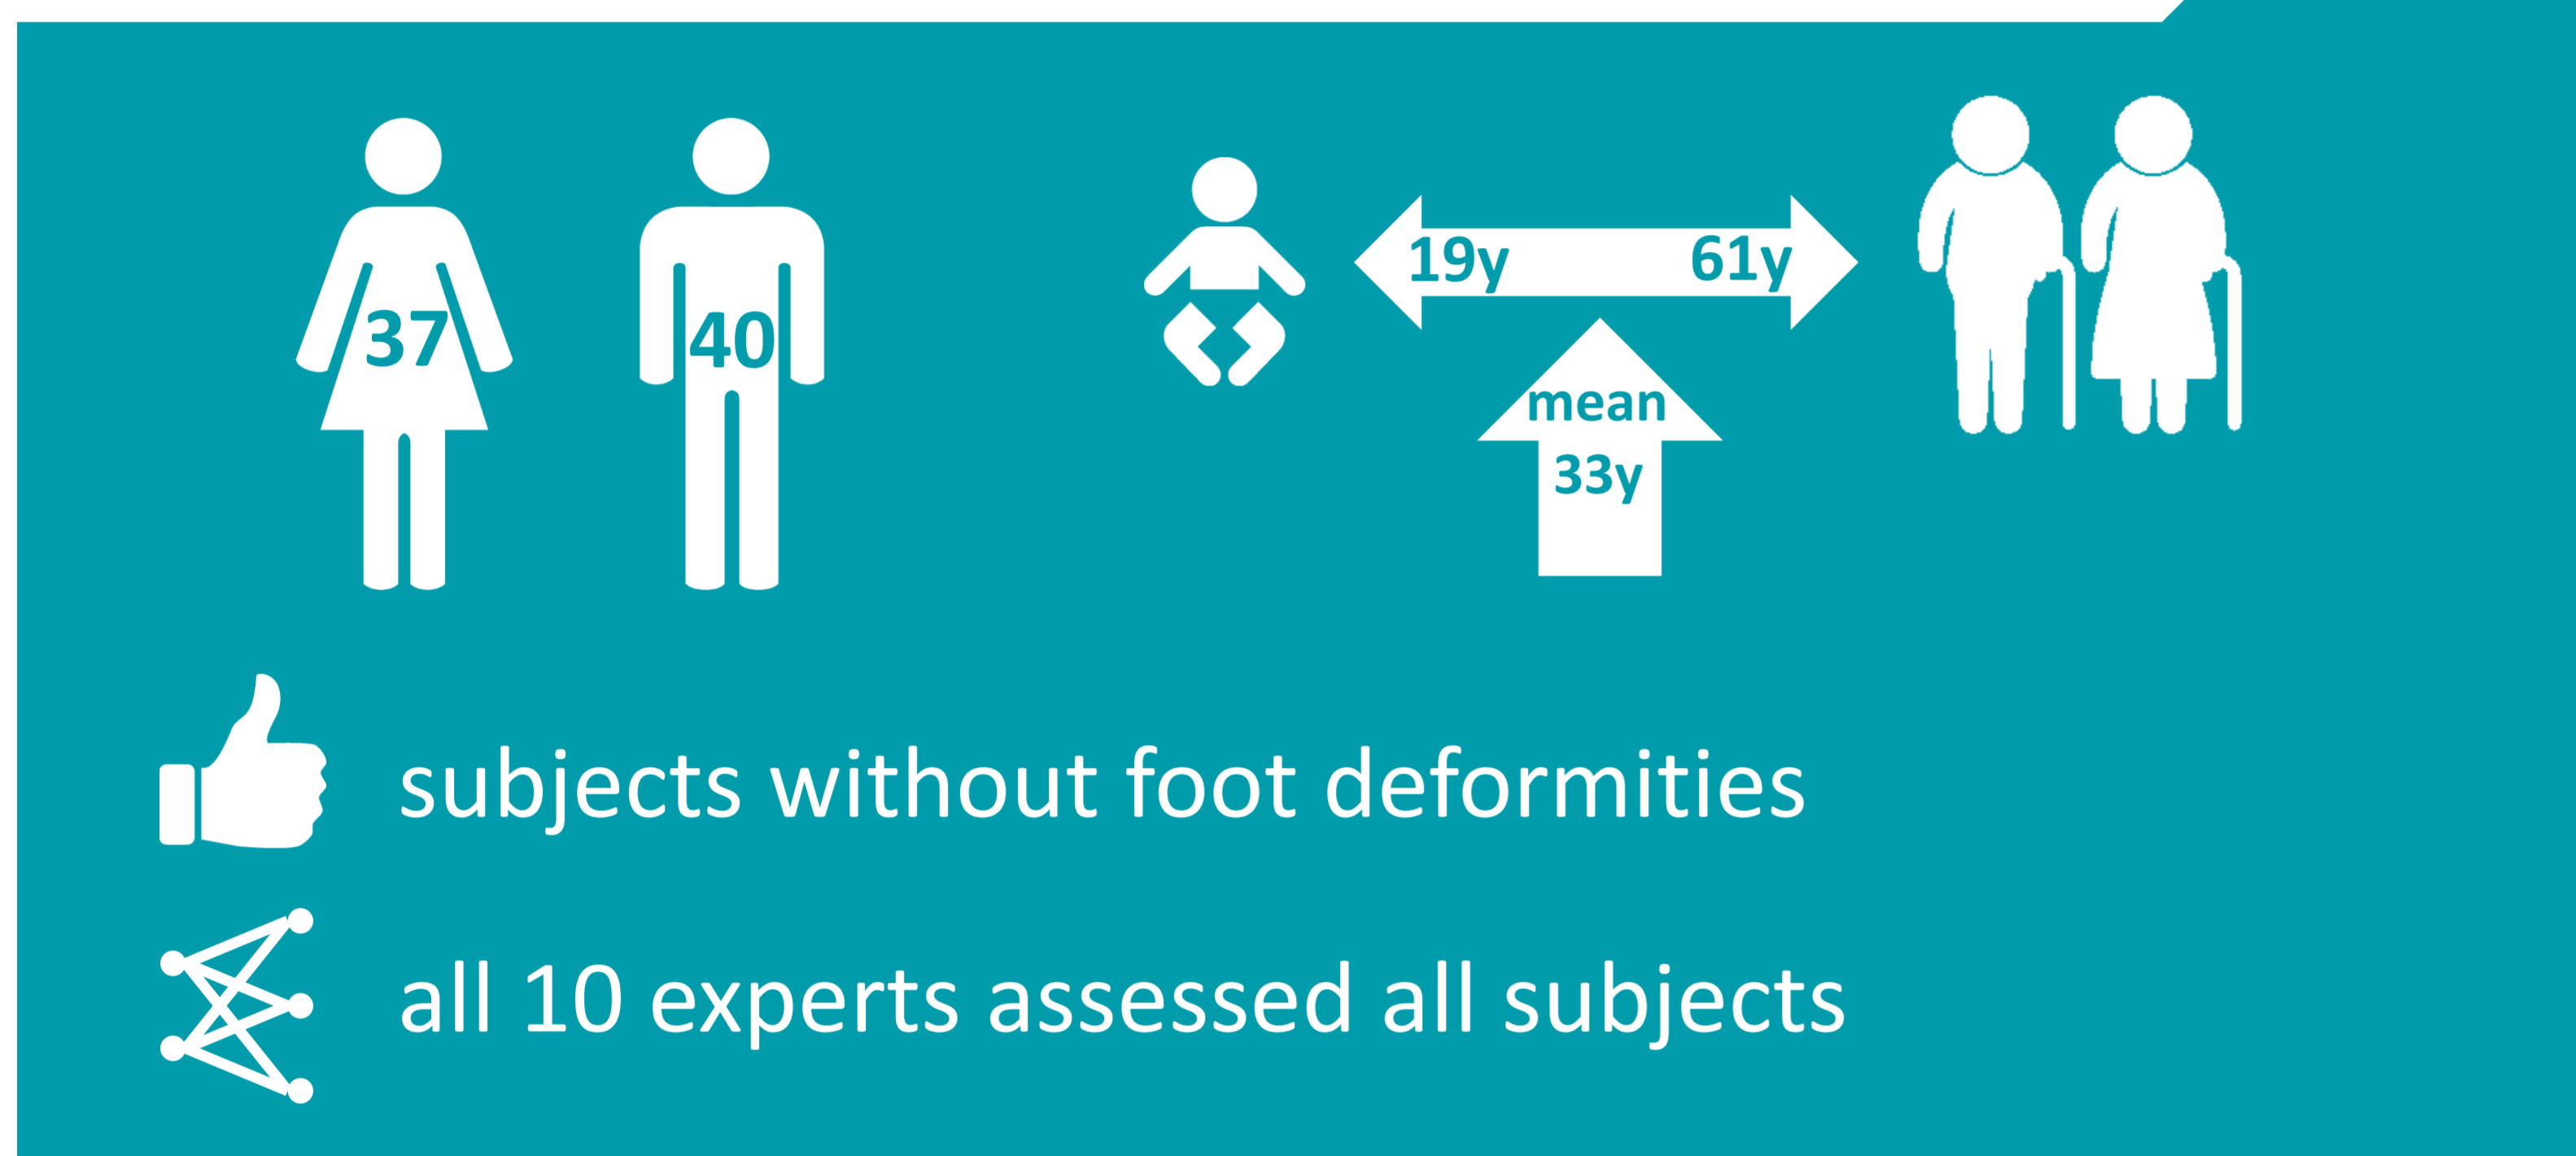 37
40
19y
61y
mean
33y
subjects without foot deformities
all 10 experts assessed all subjects